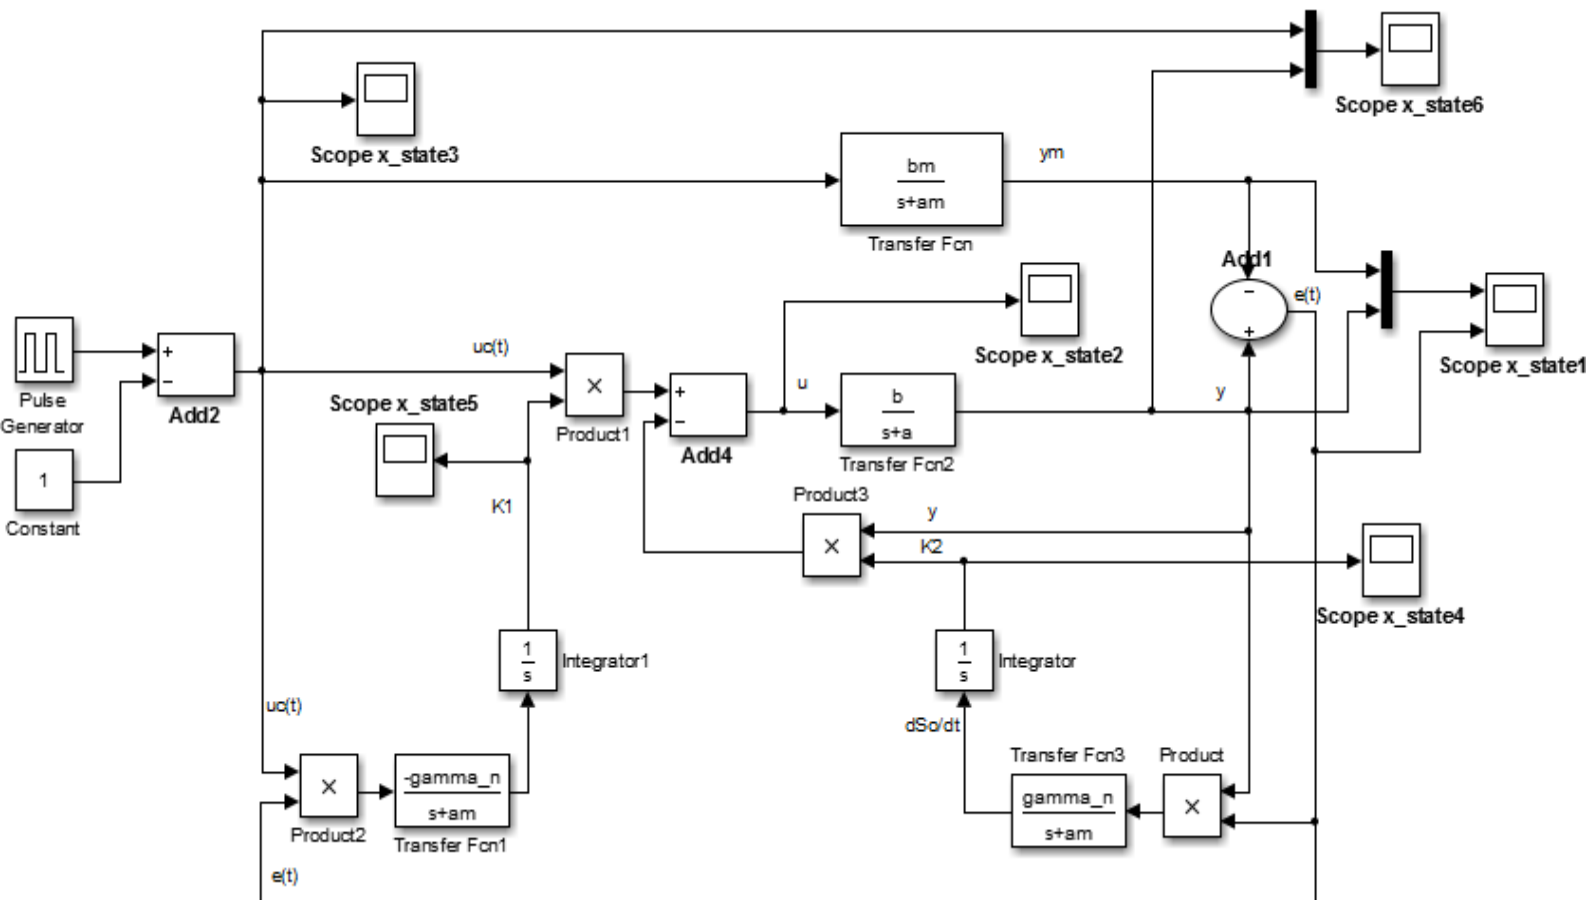 Scope x_state6
Scope x_state3
bm
s+am
Transfer Fcn
ym
Add1
−
+
e(t)
Scope x_state1
Scope x_state2
Pulse
Generator
+
−
Add2
1
Constant
uc(t)
Scope x_state5
×
Product1
+
−
Add4
u
b
s+a
Transfer Fcn2
y
K1
Product3
×
y
K2
Scope x_state4
1
s
Integrator1
1
s
Integrator
uc(t)
dSo/dt
×
Product2
-gamma_n
s+am
Transfer Fcn1
Transfer Fcn3
gamma_n
s+am
Product
×
e(t)